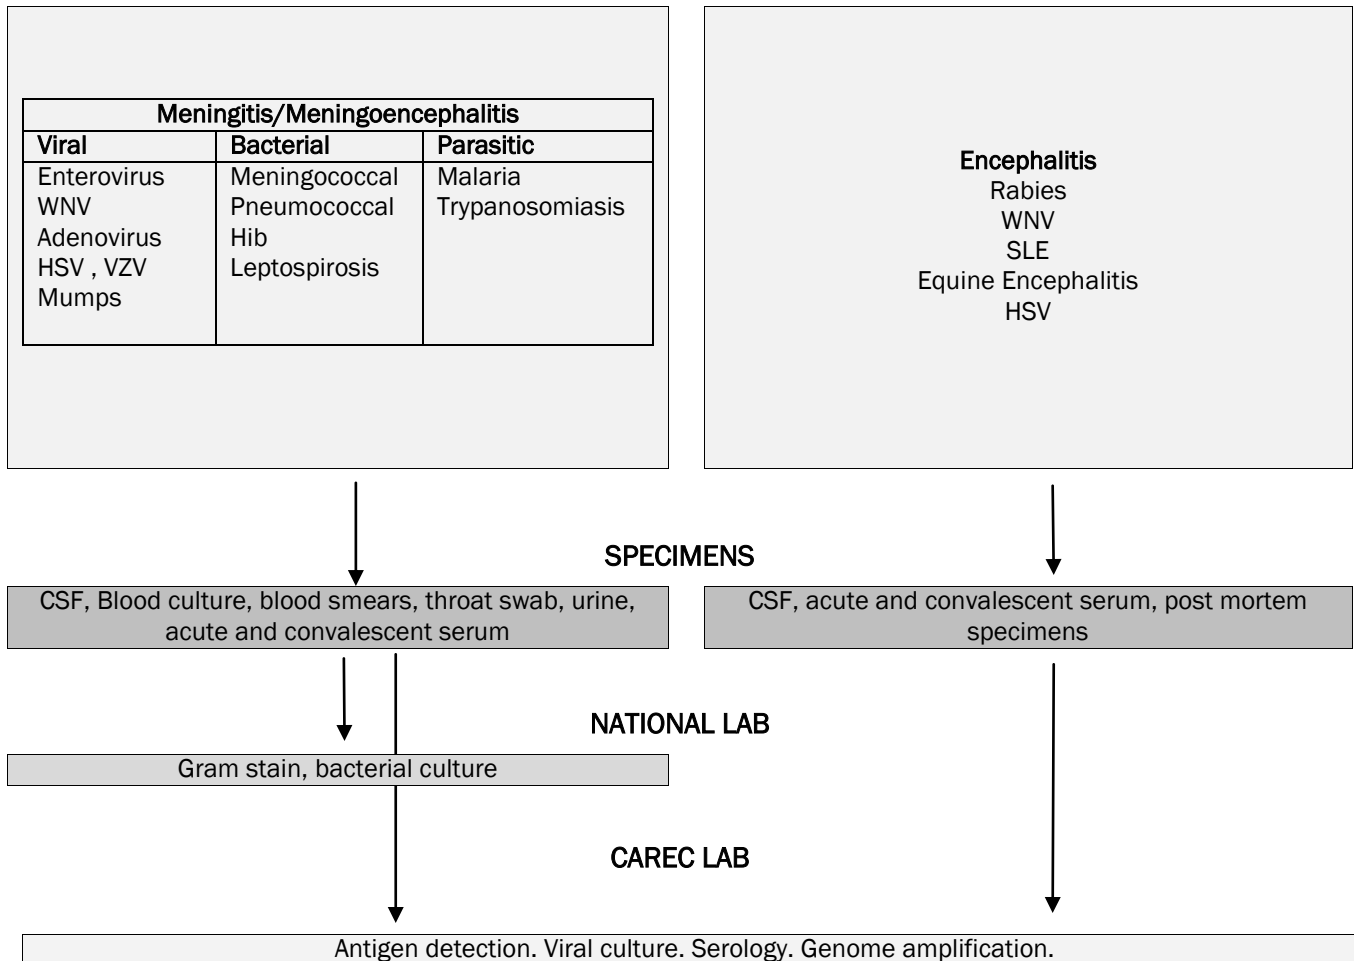 Meningitis/Meningoencephalitis
Viral Bacterial Parasitic
Enterovirus Meningococcal Malaria
WNV Pneumococcal Trypanosomiasis
Adenovirus Hib
HSV , VZV Leptospirosis
Mumps
Encephalitis
Rabies
WNV
SLE
Equine Encephalitis
HSV
SPECIMENS
CSF, Blood culture, blood smears, throat swab, urine,
acute and convalescent serum
CSF, acute and convalescent serum, post mortem
specimens
NATIONAL LAB
Gram stain, bacterial culture
CAREC LAB
Antigen detection. Viral culture. Serology. Genome amplification.